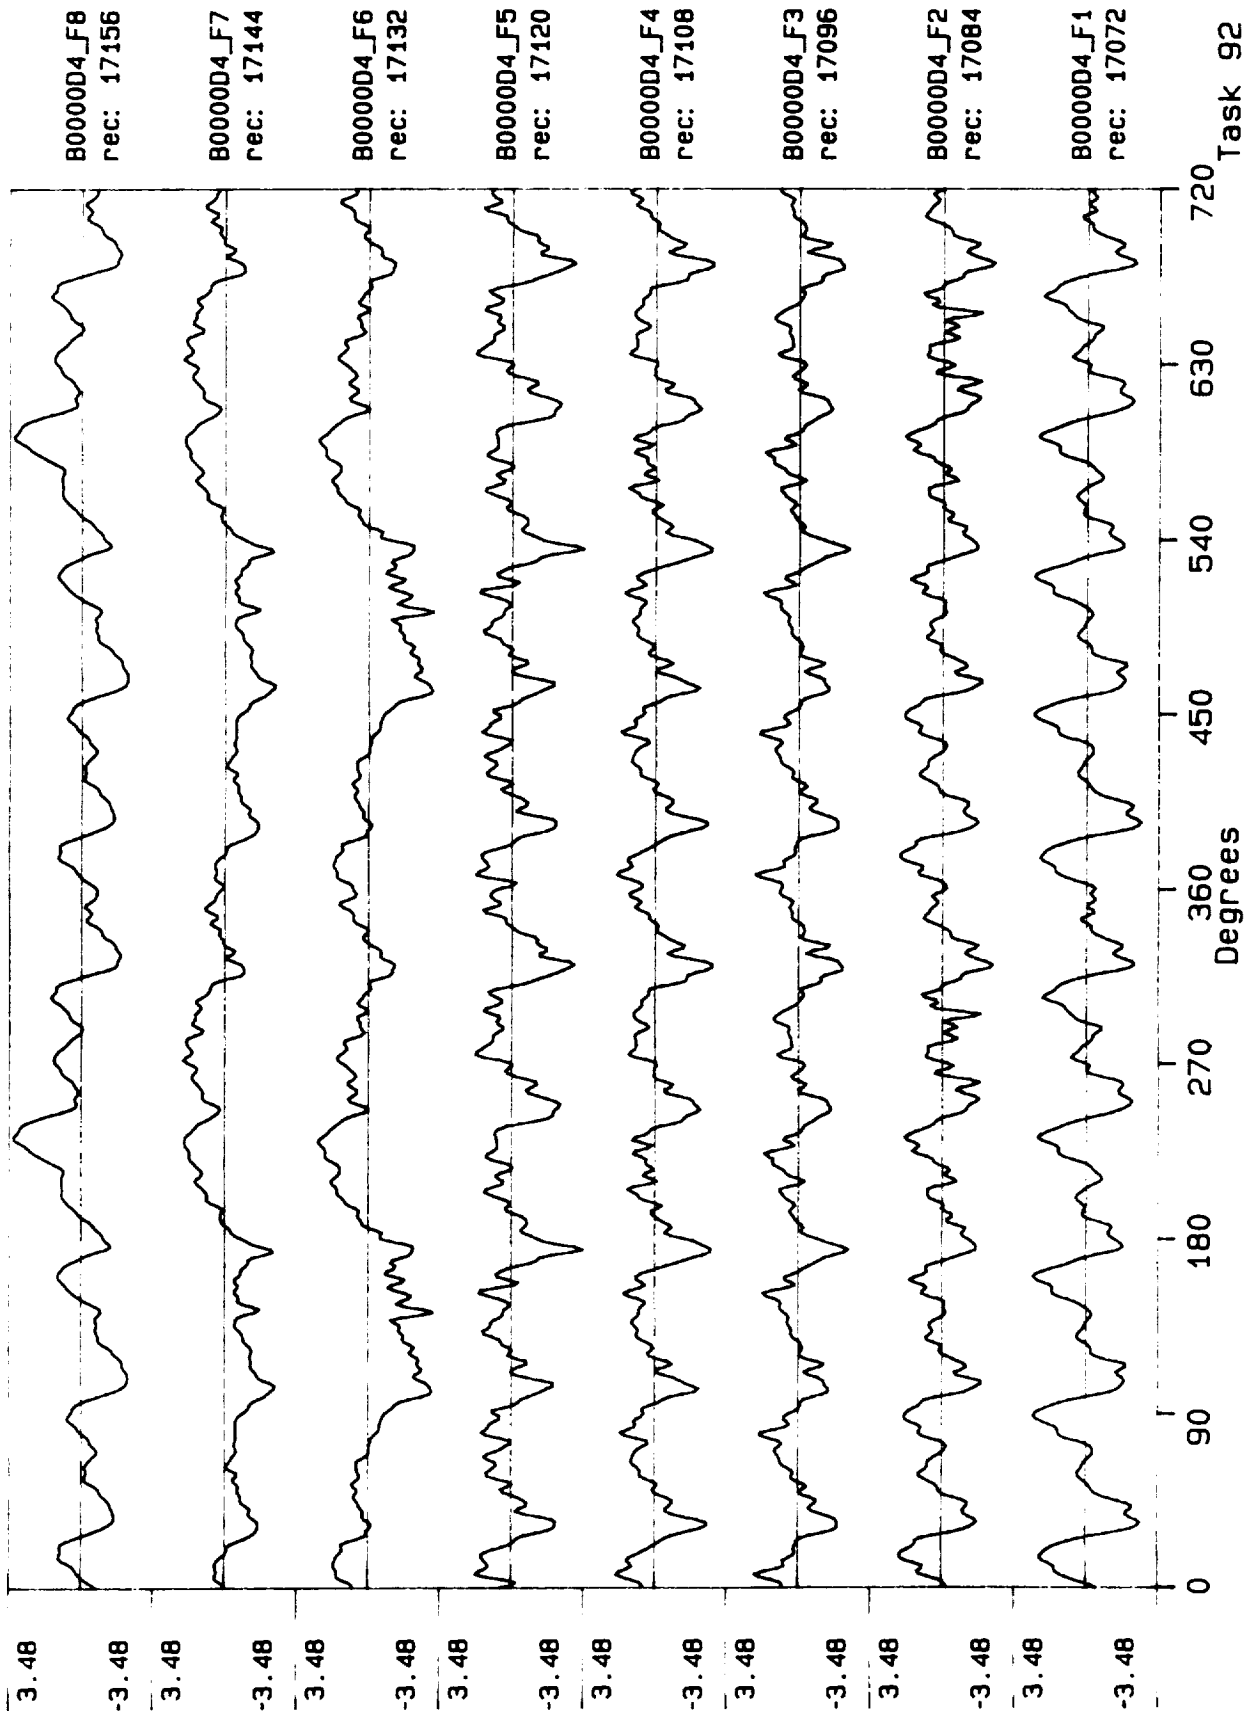 B0000D4_F8
rec: 17156
B0000D4_F7
rec: 17144
B0000D4_F6
rec: 17132
B0000D4_F5
rec: 17120
B0000D4_F4
rec: 17108
B0000D4_F3
rec: 17096
B0000D4_F2
rec: 17084
B0000D4_F1
rec: 17072
Task 92
3.48
-3.48
3.48
-3.48
3.48
-3.48
3.48
-3.48
3.48
-3.48
3.48
-3.48
3.48
-3.48
3.48
-3.48
0
90
180
270
360
450
540
630
720
Degrees